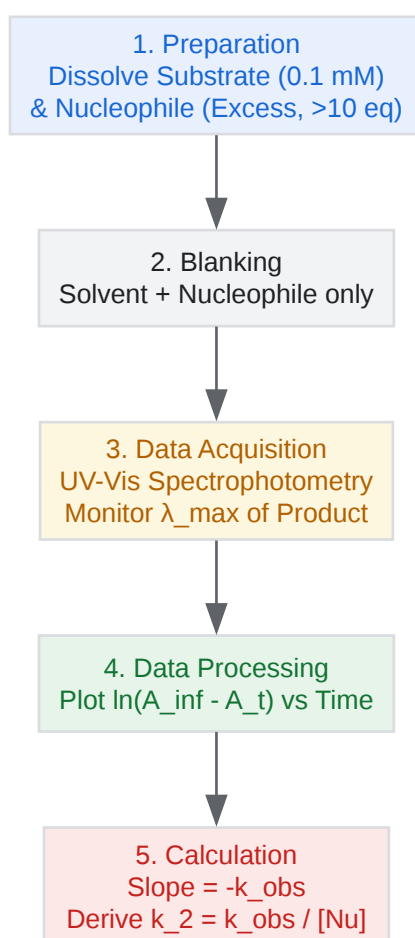 1. Preparation
Dissolve Substrate (0.1 mM)
& Nucleophile (Excess, >10 eq)
2. Blanking
Solvent + Nucleophile only
3. Data Acquisition
UV-Vis Spectrophotometry
Monitor λ_max of Product
4. Data Processing
Plot ln(A_inf - A_t) vs Time
5. Calculation
Slope = -k_obs
Derive k_2 = k_obs / [Nu]